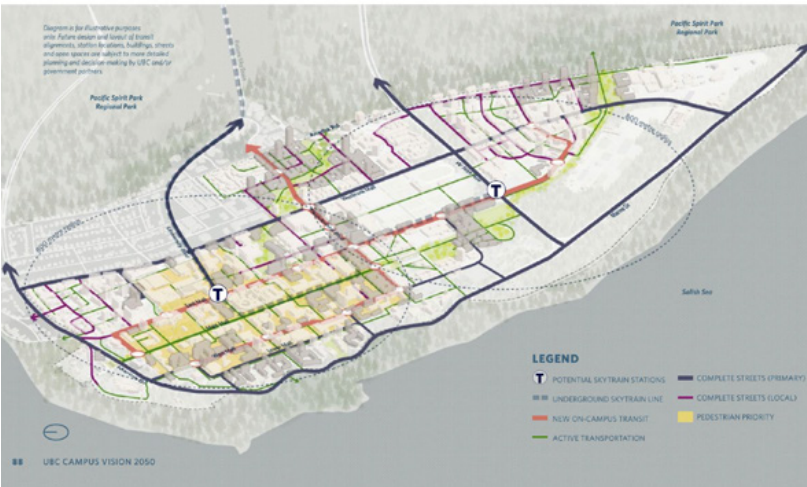 Diagram is for illustrative purposes
only. Future design and layout of transit
alignments, station locations, buildings, streets
and open spaces are subject to more detailed
planning and decision-making by UBC and/or
government partners.
Pacific Spirit Park
Regional Park
Pacific Spirit Park
Regional Park
T
T
Salish Sea
LEGEND
T POTENTIAL SKYTRAIN STATIONS
UNDERGROUND SKYTRAIN LINE
NEW ON-CAMPUS TRANSIT
ACTIVE TRANSPORTATION
COMPLETE STREETS (PRIMARY)
COMPLETE STREETS (LOCAL)
PEDESTRIAN PRIORITY
88 UBC CAMPUS VISION 2050